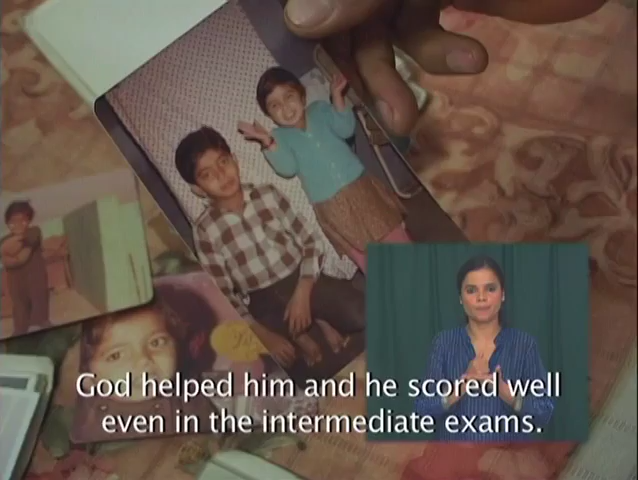 God helped him and he scored well
even in the intermediate exams.